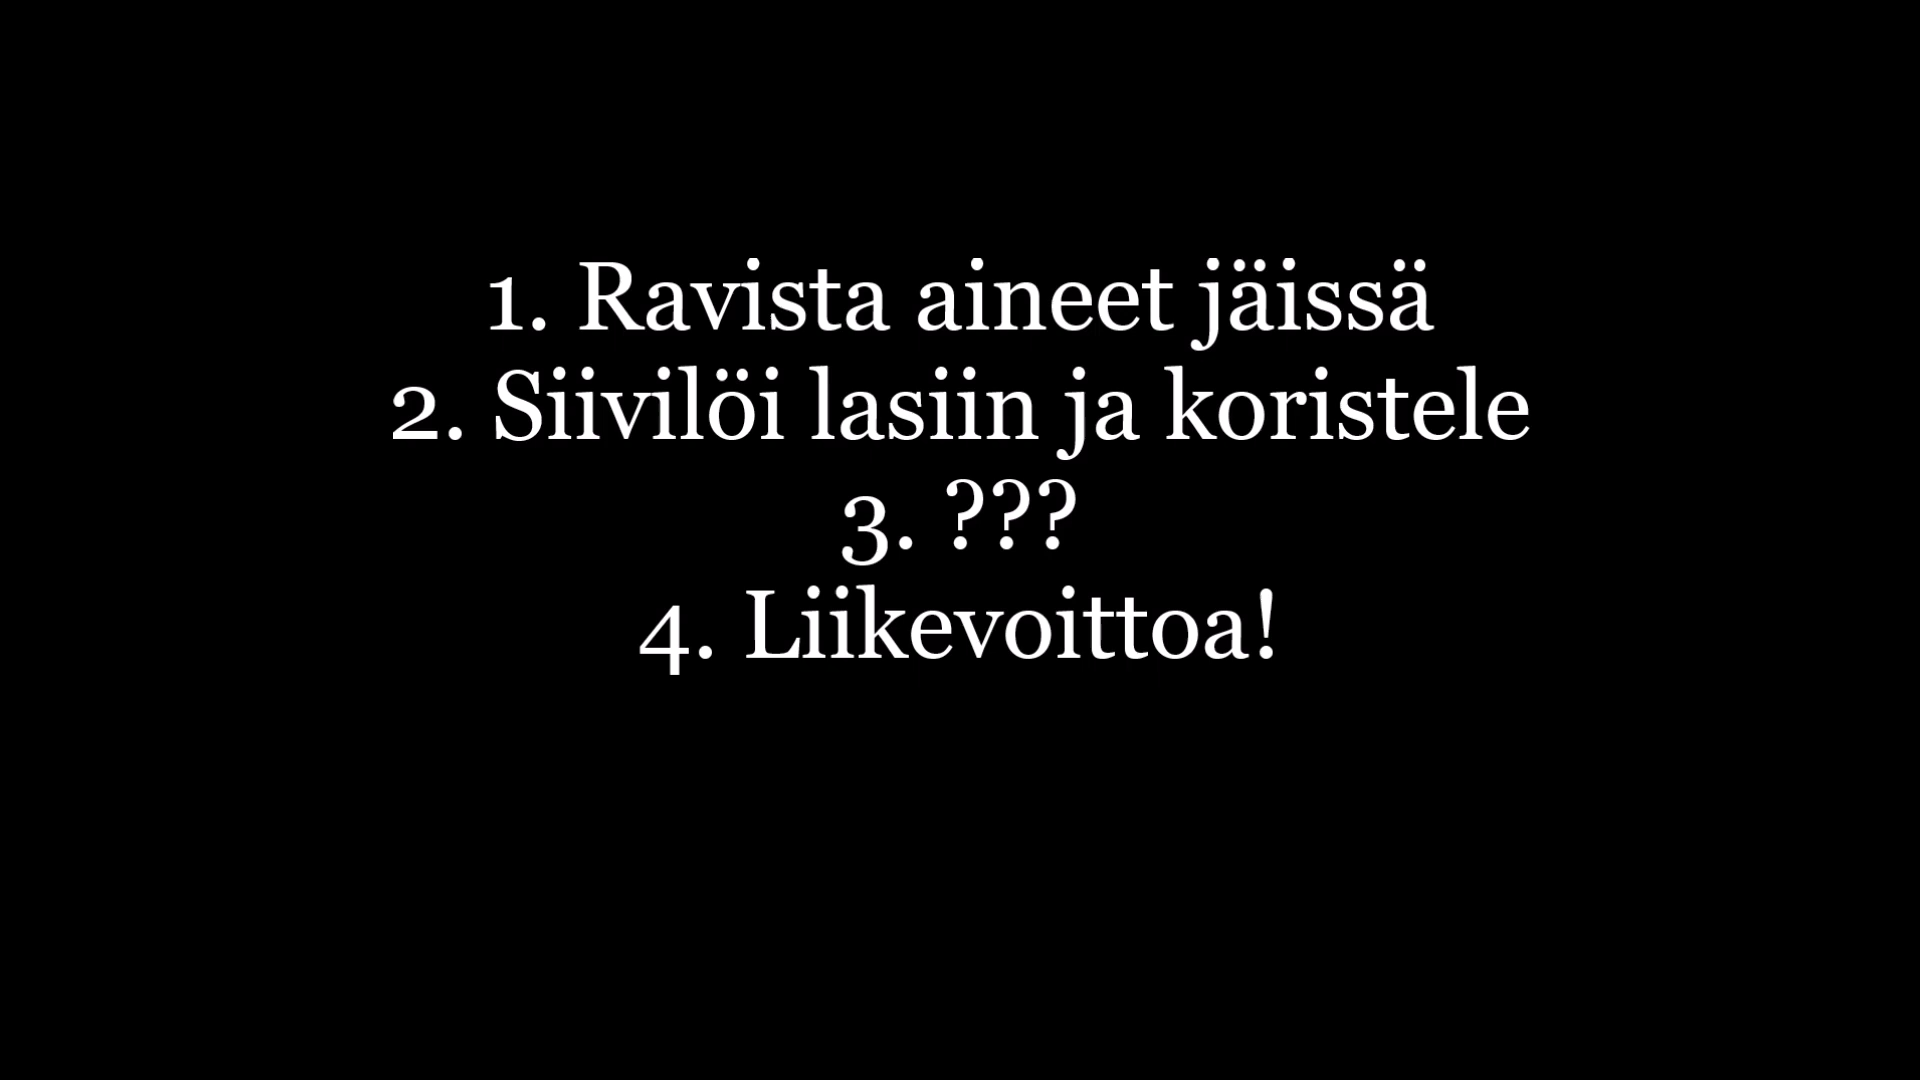 1. Ravista aineet jäissä
2. Siivilöi lasiin ja koristele
3. ???
4. Liikevoittoa!